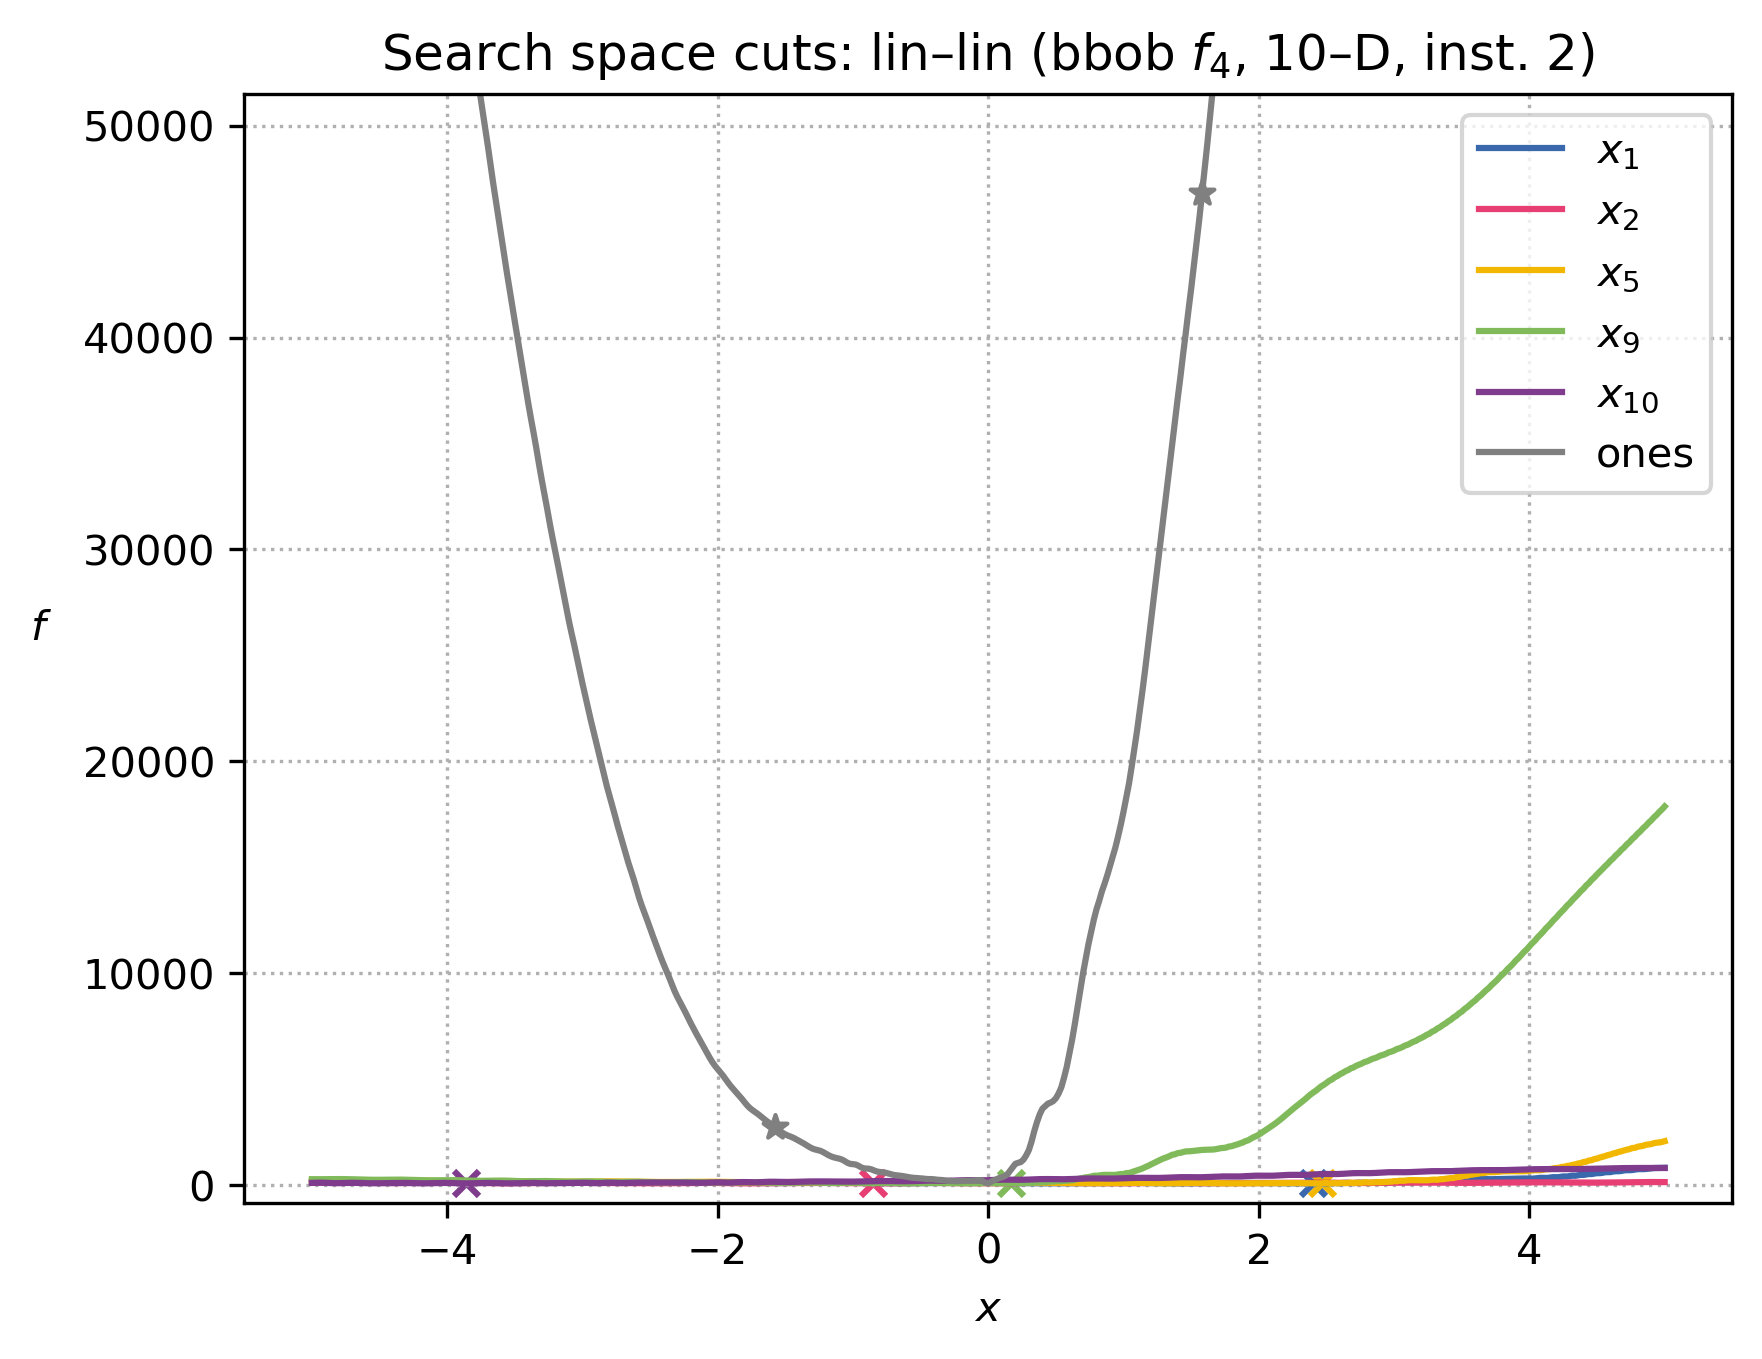 Search space cuts: lin–lin (bbob f4, 10–D, inst. 2)
50000
40000
30000
20000
10000
0
f
−4
−2
0
2
4
x
x1
x2
x5
x9
x10
ones